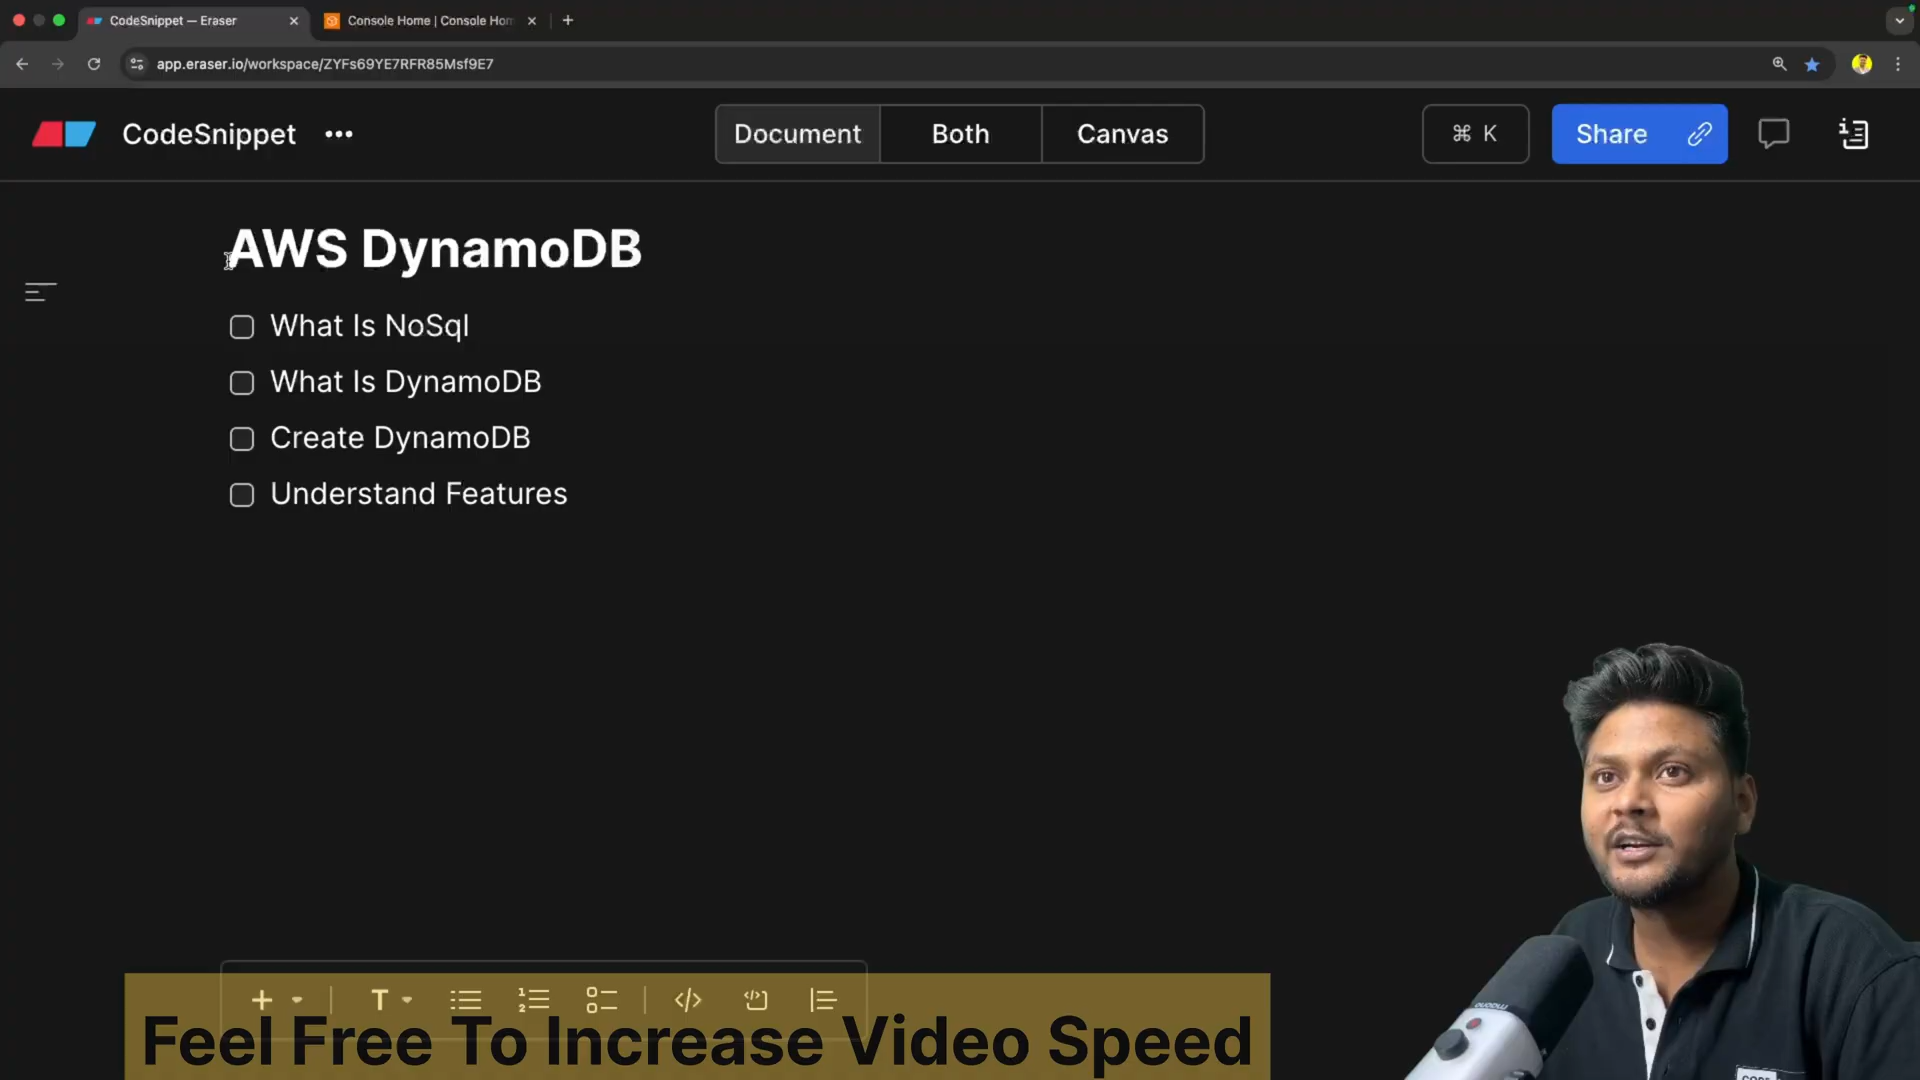 CodeSnippet — Eraser
Console Home | Console Hom
app.eraser.io/workspace/ZYFs69YE7RFR85Msf9E7
CodeSnippet
Document
Both
Canvas
⌘ K
Share
AWS DynamoDB
What Is NoSql
What Is DynamoDB
Create DynamoDB
Understand Features
T
Feel Free To Increase Video Speed